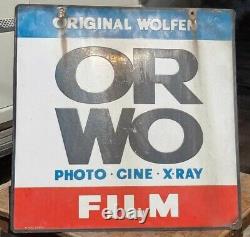 ORIGINAL WOLFEN
OR
WO
PHOTO · CINE · X·RAY
FILM